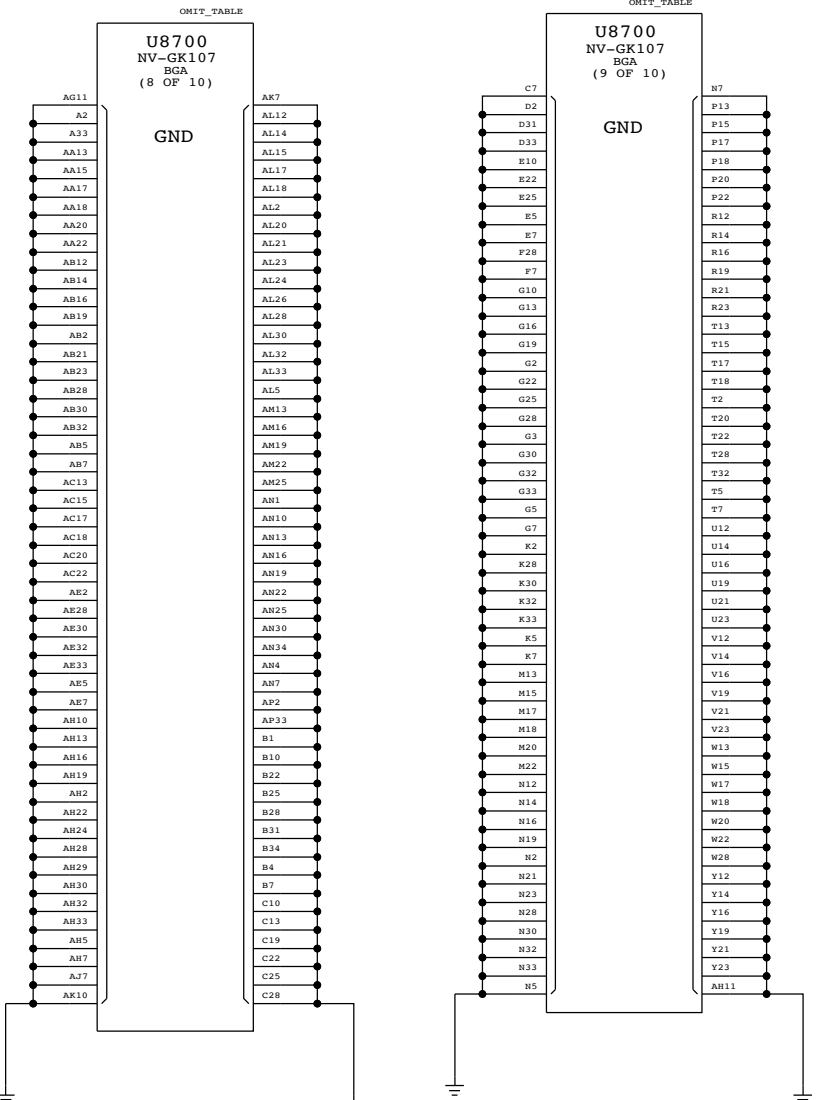 OMIT_TABLE
U8700
NV-GK107
BGA
(8 OF 10)
GND
AG11
A2
A33
AA13
AA15
AA17
AA18
AA20
AA22
AB12
AB14
AB16
AB19
AB2
AB21
AB23
AB28
AB30
AB32
AB5
AB7
AC13
AC15
AC17
AC18
AC20
AC22
AE2
AE28
AE30
AE32
AE33
AE5
AE7
AH10
AH13
AH16
AH19
AH2
AH22
AH24
AH28
AH29
AH30
AH32
AH33
AH5
AH7
AJ7
AK10
AK7
AL12
AL14
AL15
AL17
AL18
AL2
AL20
AL21
AL23
AL24
AL26
AL28
AL30
AL32
AL33
AL5
AM13
AM16
AM19
AM22
AM25
AN1
AN10
AN13
AN16
AN19
AN22
AN25
AN30
AN34
AN4
AN7
AP2
AP33
B1
B10
B22
B25
B28
B31
B34
B4
B7
C10
C13
C19
C22
C25
C28
OMIT_TABLE
U8700
NV-GK107
BGA
(9 OF 10)
GND
C7
D2
D31
D33
E10
E22
E25
E5
E7
F28
F7
G10
G13
G16
G19
G2
G22
G25
G28
G3
G30
G32
G33
G5
G7
K2
K28
K30
K32
K33
K5
K7
M13
M15
M17
M18
M20
M22
N12
N14
N16
N19
N2
N21
N23
N28
N30
N32
N33
N5
N7
P13
P15
P17
P18
P20
P22
R12
R14
R16
R19
R21
R23
T13
T15
T17
T18
T2
T20
T22
T28
T32
T5
T7
U12
U14
U16
U19
U21
U23
V12
V14
V16
V19
V21
V23
W13
W15
W17
W18
W20
W22
W28
Y12
Y14
Y16
Y19
Y21
Y23
AH11